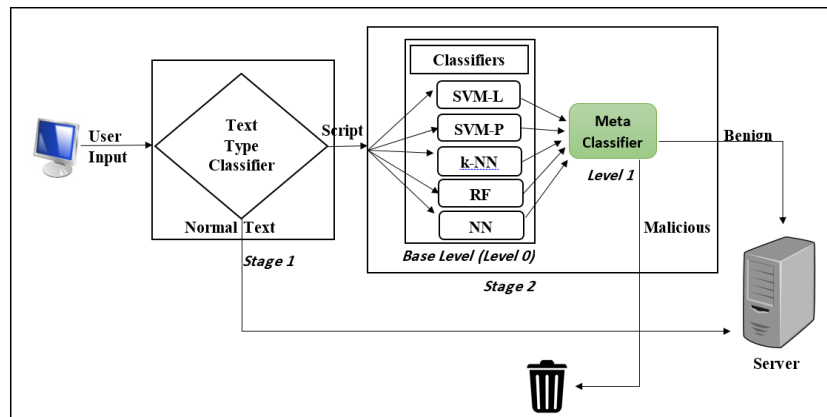 User
Input
Text
Type
Classifier
Normal Text
Stage 1
Script
Classifiers
SVM-L
SVM-P
k-NN
RF
NN
Base Level (Level 0)
Stage 2
Meta
Classifier
Level 1
Benign
Malicious
Server